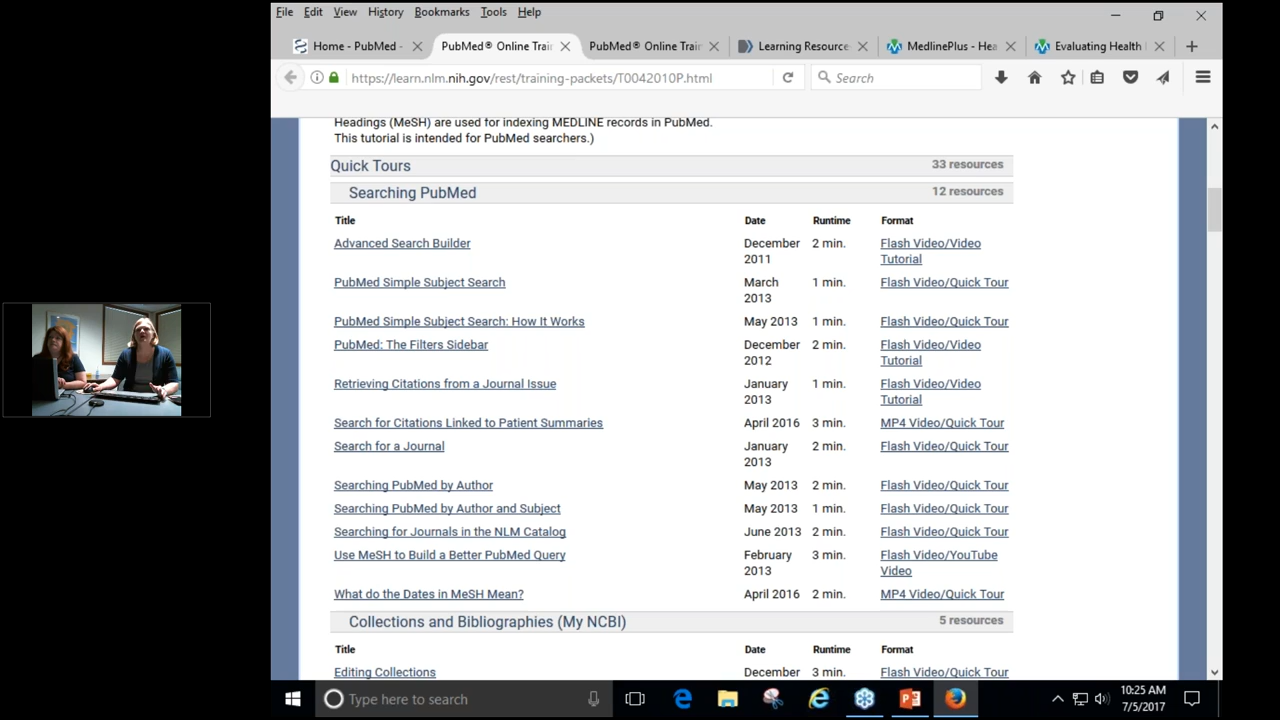 File Edit View History Bookmarks Tools Help
Home - PubMed - PubMed® Online Trai PubMed® Online Trai Learning Resource MedlinePlus - Hea Evaluating Health
https://learn.nlm.nih.gov/rest/training-packets/T0042010P.html Search
Headings (MeSH) are used for indexing MEDLINE records in PubMed.
This tutorial is intended for PubMed searchers.)
Quick Tours 33 resources
Searching PubMed 12 resources
Title Date Runtime Format
Advanced Search Builder December 2 min. Flash Video/Video
2011 Tutorial
PubMed Simple Subject Search March 1 min. Flash Video/Quick Tour
2013
PubMed Simple Subject Search: How It Works May 2013 1 min. Flash Video/Quick Tour
PubMed: The Filters Sidebar December 2 min. Flash Video/Video
2012 Tutorial
Retrieving Citations from a Journal Issue January 1 min. Flash Video/Video
2013 Tutorial
Search for Citations Linked to Patient Summaries April 2016 3 min. MP4 Video/Quick Tour
Search for a Journal January 2 min. Flash Video/Quick Tour
2013
Searching PubMed by Author May 2013 2 min. Flash Video/Quick Tour
Searching PubMed by Author and Subject May 2013 1 min. Flash Video/Quick Tour
Searching for Journals in the NLM Catalog June 2013 2 min. Flash Video/Quick Tour
Use MeSH to Build a Better PubMed Query February 3 min. Flash Video/YouTube
2013 Video
What do the Dates in MeSH Mean? April 2016 2 min. MP4 Video/Quick Tour
Collections and Bibliographies (My NCBI) 5 resources
Title Date Runtime Format
Editing Collections December 3 min. Flash Video/Quick Tour
Type here to search 10:25 AM
7/5/2017